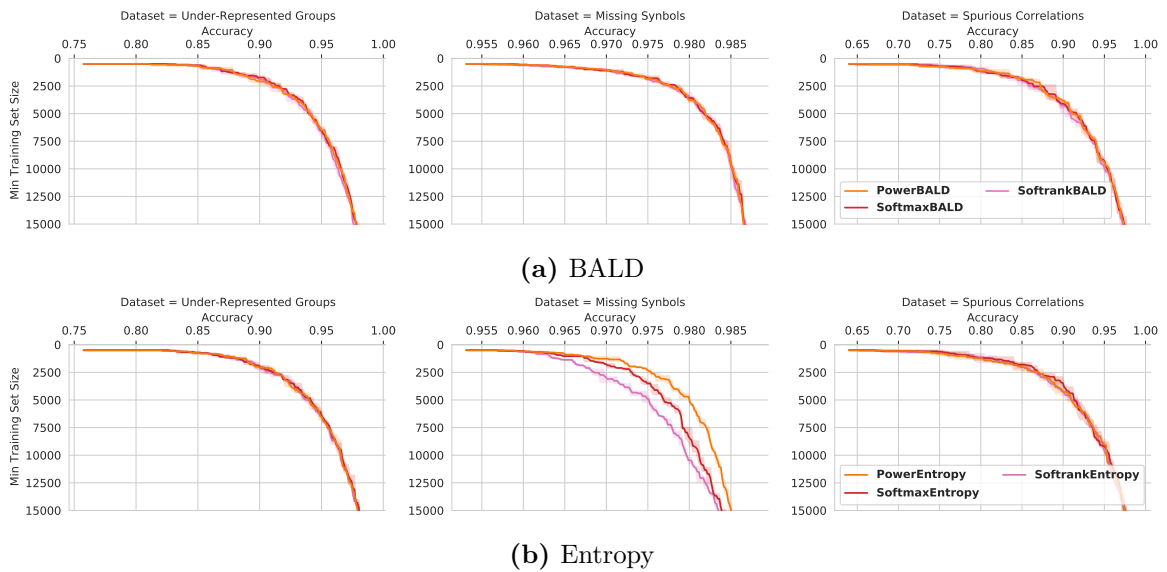 Dataset = Under-Represented Groups
Accuracy
0.75 0.80 0.85 0.90 0.95 1.00
Min Training Set Size
0
2500
5000
7500
10000
12500
15000
Dataset = Missing Symbols
Accuracy
0.955 0.960 0.965 0.970 0.975 0.980 0.985
0
2500
5000
7500
10000
12500
15000
Dataset = Spurious Correlations
Accuracy
0.65 0.70 0.75 0.80 0.85 0.90 0.95 1.00
0
2500
5000
7500
10000
12500
15000
PowerBALD SoftrankBALD
SoftmaxBALD
(a) BALD
Dataset = Under-Represented Groups
Accuracy
0.75 0.80 0.85 0.90 0.95 1.00
Min Training Set Size
0
2500
5000
7500
10000
12500
15000
Dataset = Missing Symbols
Accuracy
0.955 0.960 0.965 0.970 0.975 0.980 0.985
0
2500
5000
7500
10000
12500
15000
Dataset = Spurious Correlations
Accuracy
0.65 0.70 0.75 0.80 0.85 0.90 0.95 1.00
0
2500
5000
7500
10000
12500
15000
PowerEntropy SoftrankEntropy
SoftmaxEntropy
(b) Entropy